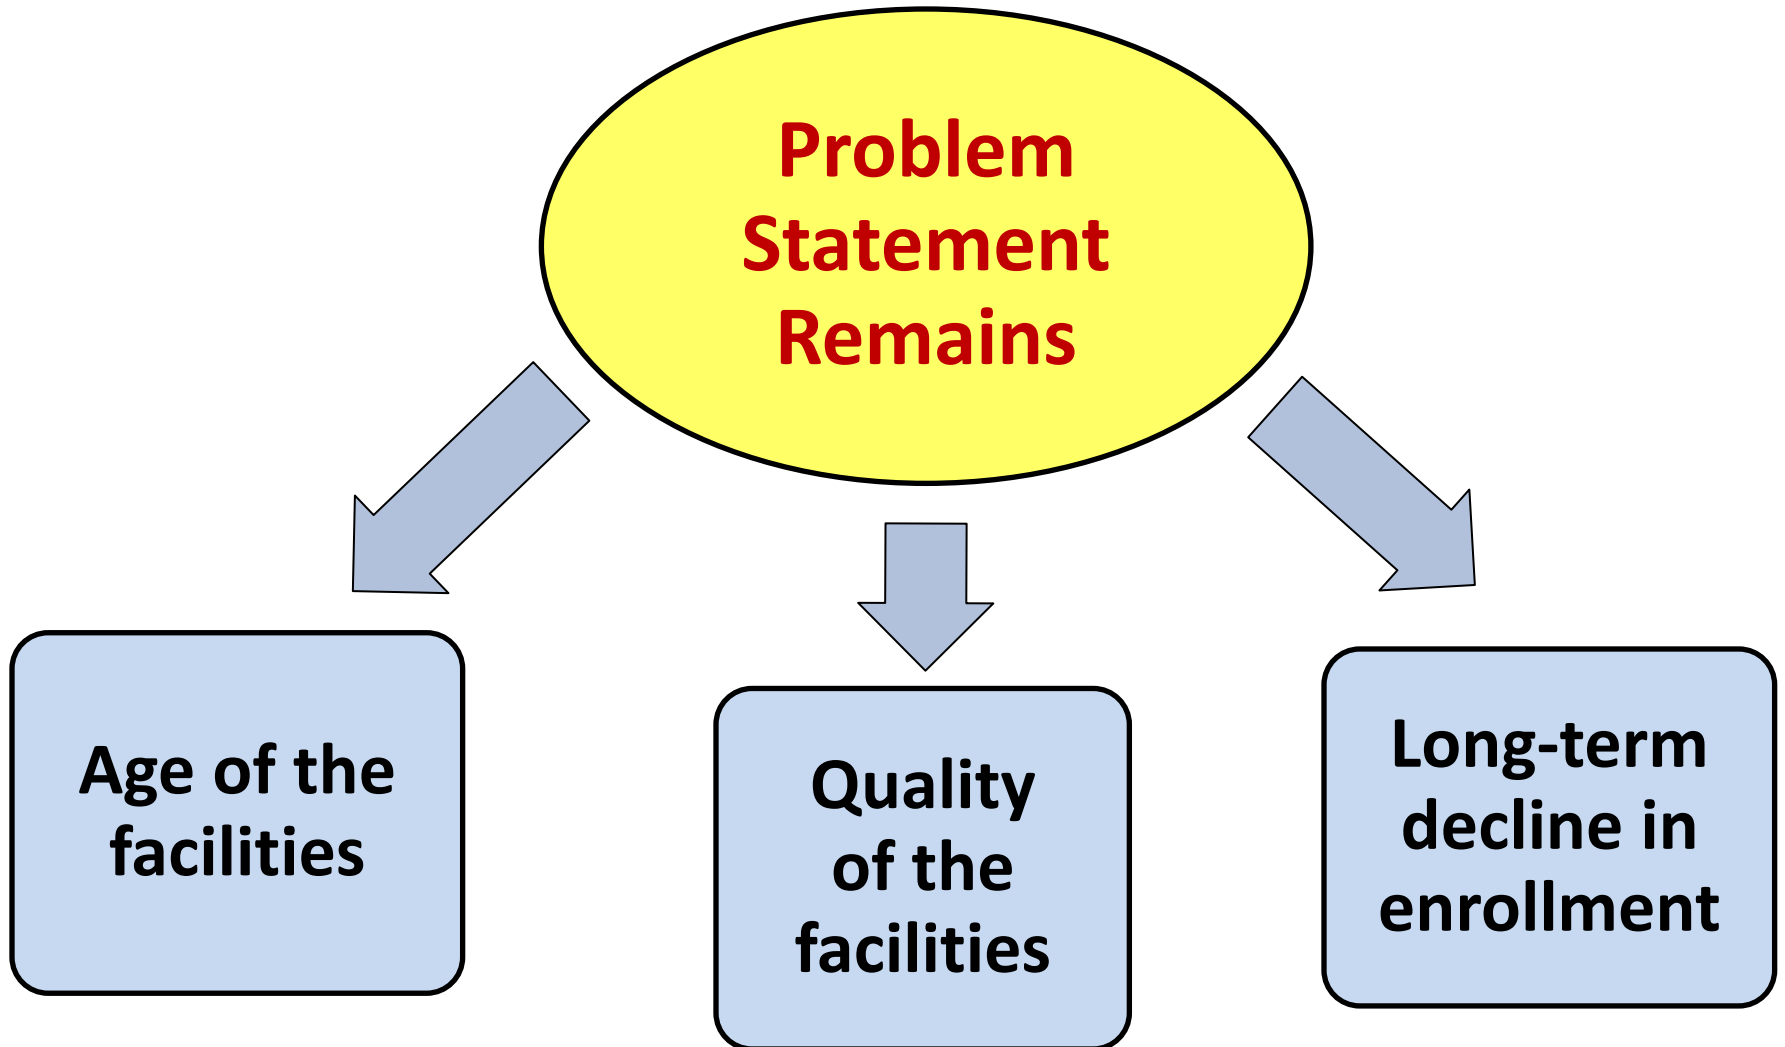 Problem
Statement
Remains
Age of the
facilities
Quality
of the
facilities
Long-term
decline in
enrollment